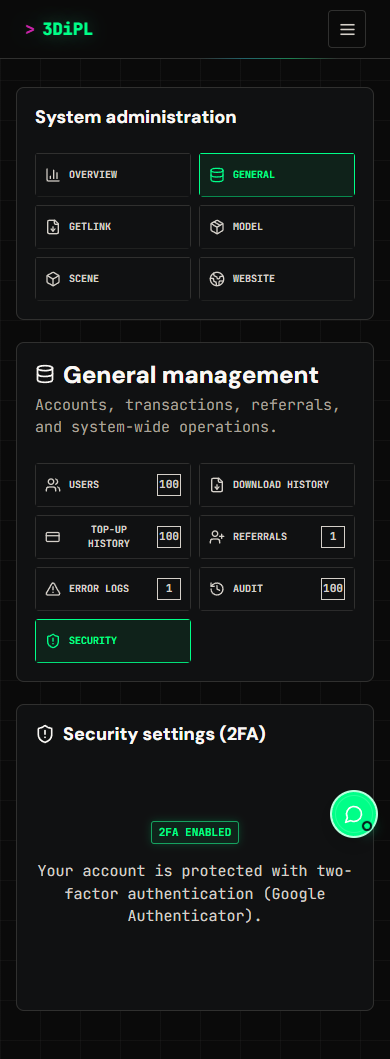 > 3DiPL
System administration
OVERVIEW
GENERAL
GETLINK
MODEL
SCENE
WEBSITE
General management
Accounts, transactions, referrals,
and system-wide operations.
USERS 100
DOWNLOAD HISTORY
TOP-UP
HISTORY 100
REFERRALS 1
ERROR LOGS 1
AUDIT 100
SECURITY
Security settings (2FA)
2FA ENABLED
Your account is protected with two-
factor authentication (Google
Authenticator).